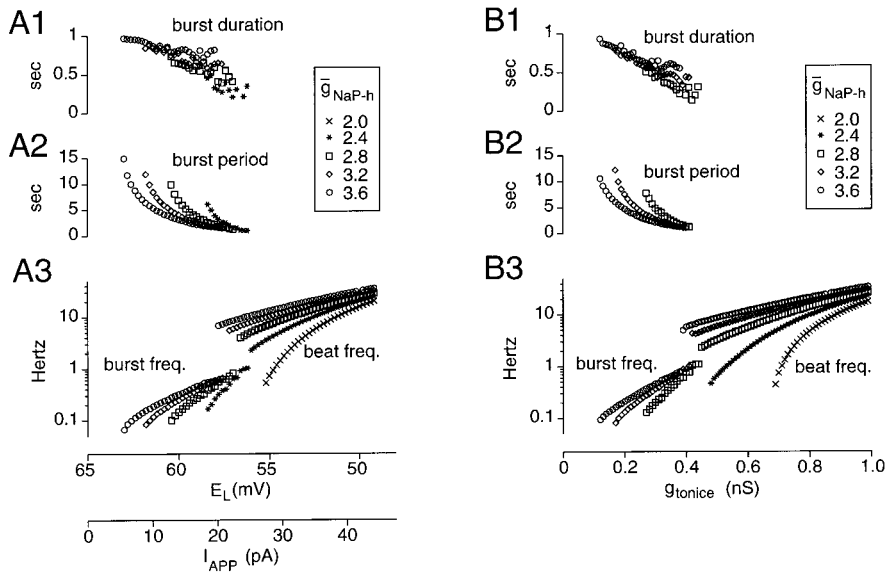 A1
burst duration
1
0.5
0
sec
g̅ NaP-h
× 2.0
* 2.4
□ 2.8
◇ 3.2
○ 3.6
A2
burst period
15
10
5
0
sec
A3
burst freq.
beat freq.
10
1
0.1
Hertz
65 60 55 50
E_L (mV)
0 10 20 30 40
I_APP (pA)
B1
burst duration
1
0.5
0
sec
g̅ NaP-h
× 2.0
* 2.4
□ 2.8
◇ 3.2
○ 3.6
B2
burst period
15
10
5
0
sec
B3
burst freq.
beat freq.
10
1
0.1
Hertz
0 0.2 0.4 0.6 0.8 1.0
g_tonice (nS)